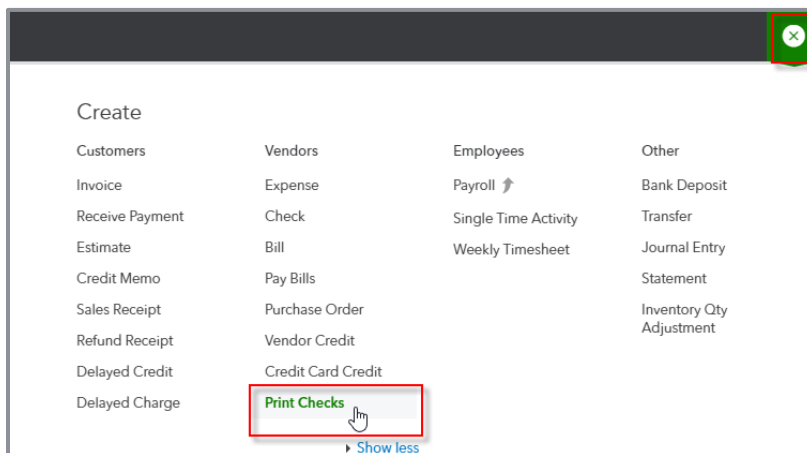 Create
Customers
Invoice
Receive Payment
Estimate
Credit Memo
Sales Receipt
Refund Receipt
Delayed Credit
Delayed Charge
Vendors
Expense
Check
Bill
Pay Bills
Purchase Order
Vendor Credit
Credit Card Credit
Print Checks
Show less
Employees
Payroll
Single Time Activity
Weekly Timesheet
Other
Bank Deposit
Transfer
Journal Entry
Statement
Inventory Qty
Adjustment